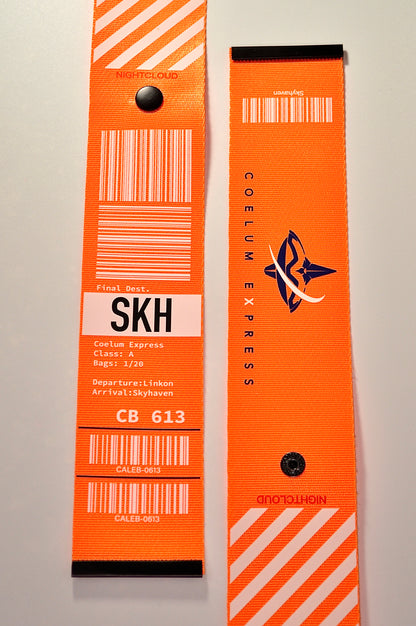 NIGHTCLOUD
Final Dest.
SKH
Coelum Express
Class: A
Bags: 1/20
Departure:Linkon
Arrival:Skyhaven
CB 613
CALEB-0613
CALEB-0613
Skyhaven
COELUM EXPRESS
NIGHTCLOUD